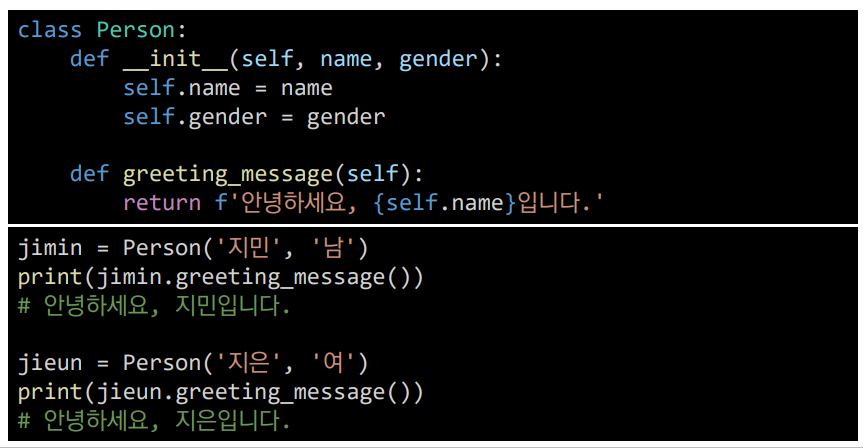 class Person:
    def __init__(self, name, gender):
        self.name = name
        self.gender = gender

    def greeting_message(self):
        return f'안녕하세요, {self.name}입니다.'
jimin = Person('지민', '남')
print(jimin.greeting_message())
# 안녕하세요, 지민입니다.

jieun = Person('지은', '여')
print(jieun.greeting_message())
# 안녕하세요, 지은입니다.